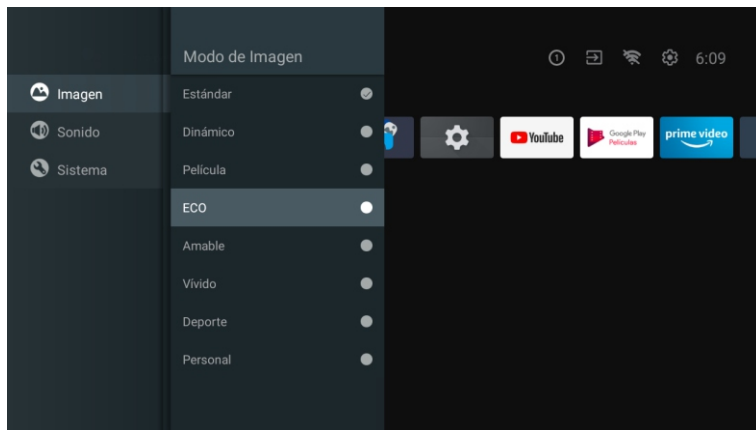 Modo de Imagen
1
6:09
Imagen
Sonido
Sistema
Estándar
Dinámico
Película
ECO
Amable
Vívido
Deporte
Personal
YouTube
Google Play
Películas
prime video